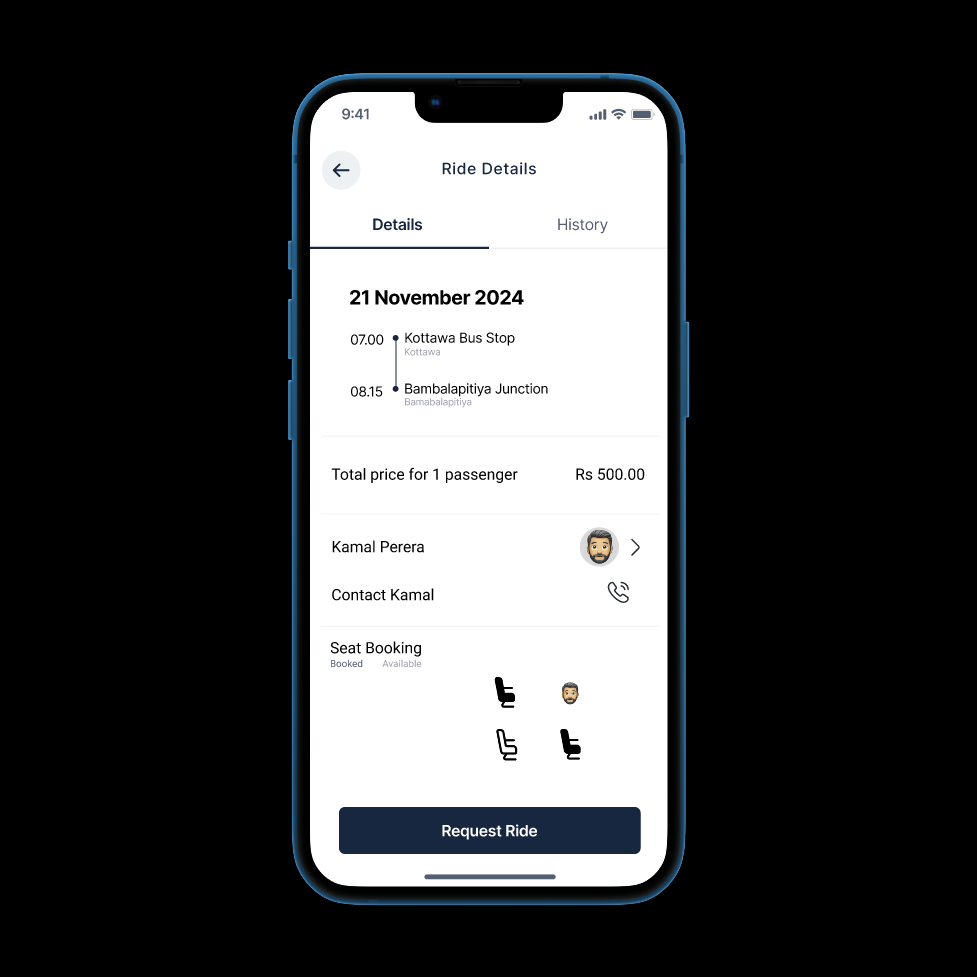 9:41
Ride Details
Details History
21 November 2024
07.00 Kottawa Bus Stop
Kottawa
08.15 Bambalapitiya Junction
Bamabalapitiya
Total price for 1 passenger Rs 500.00
Kamal Perera
Contact Kamal
Seat Booking
Booked Available
Request Ride